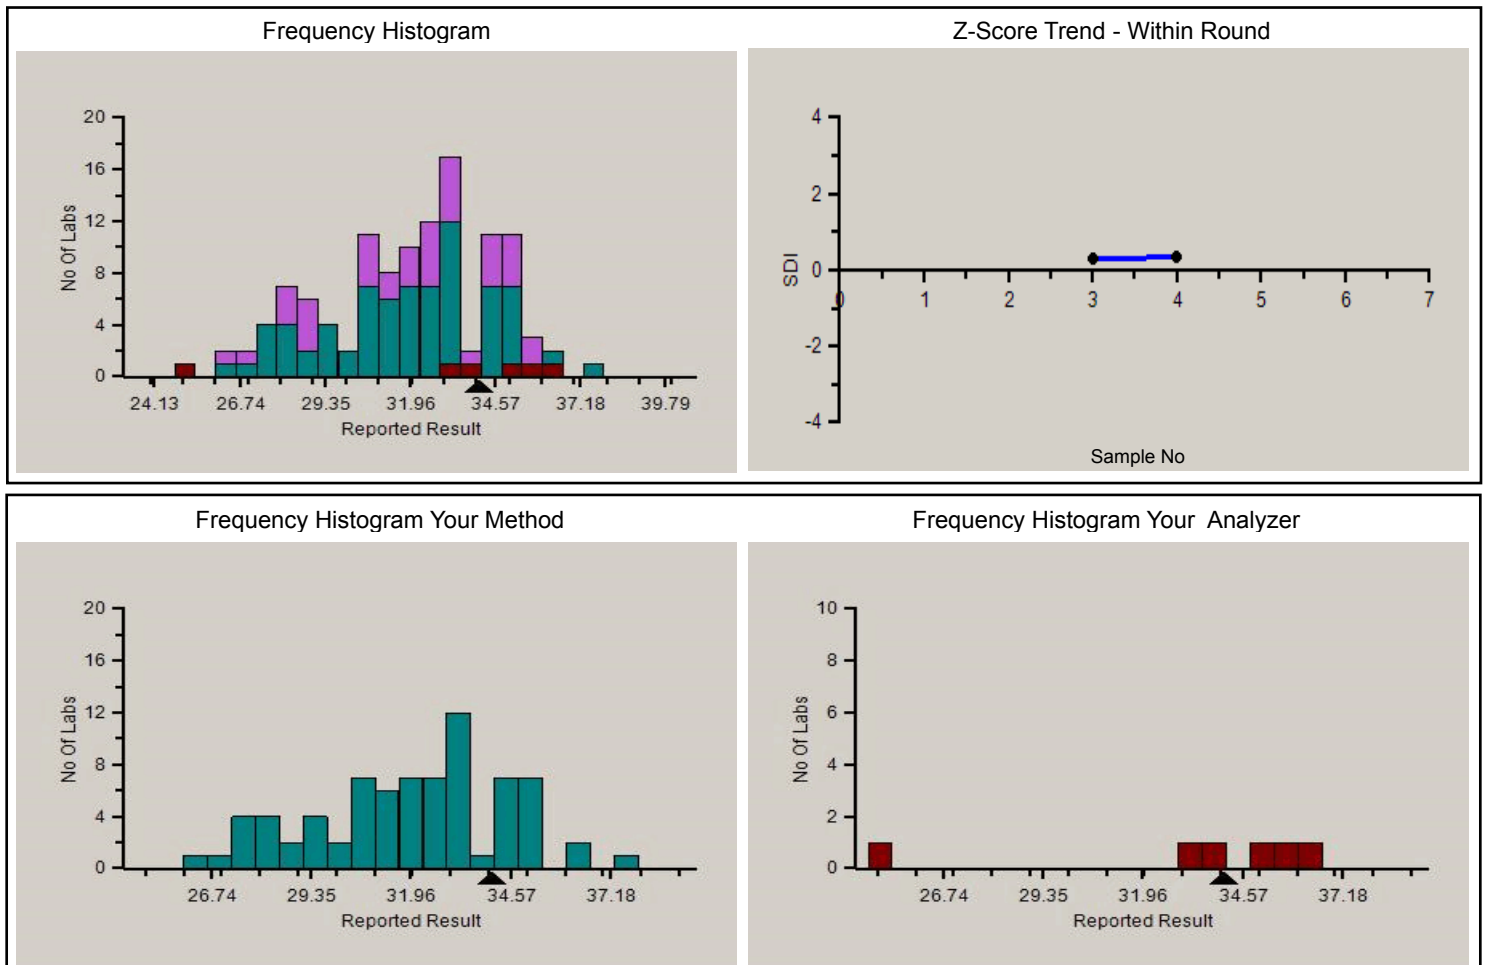 Frequency Histogram
20
16
12
8
4
0
No Of Labs
24.13 26.74 29.35 31.96 34.57 37.18 39.79
Reported Result
Z-Score Trend - Within Round
4
2
0
-2
-4
SDI
0 1 2 3 4 5 6 7
Sample No
Frequency Histogram Your Method
20
16
12
8
4
0
No Of Labs
26.74 29.35 31.96 34.57 37.18
Reported Result
Frequency Histogram Your Analyzer
10
8
6
4
2
0
No Of Labs
26.74 29.35 31.96 34.57 37.18
Reported Result